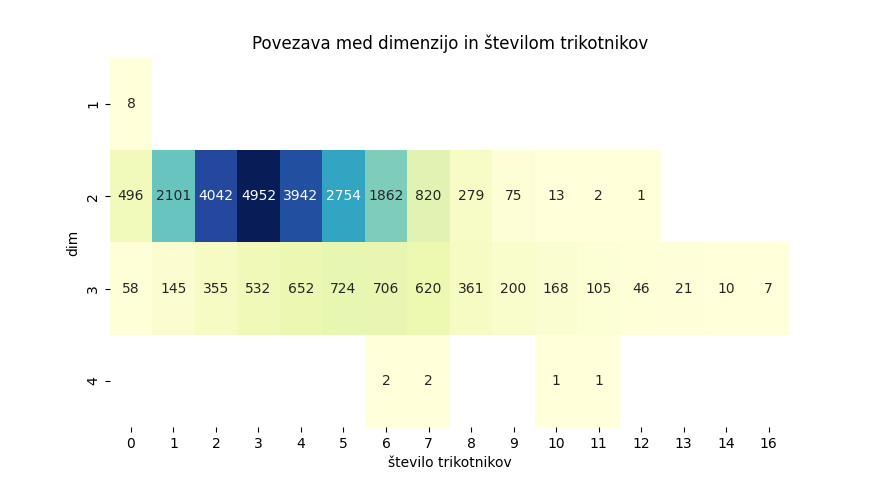 Povezava med dimenzijo in številom trikotnikov
1 8
2 496 2101 4042 4952 3942 2754 1862 820 279 75 13 2 1
dim
3 58 145 355 532 652 724 706 620 361 200 168 105 46 21 10 7
4 2 2 1 1
0 1 2 3 4 5 6 7 8 9 10 11 12 13 14 16
število trikotnikov